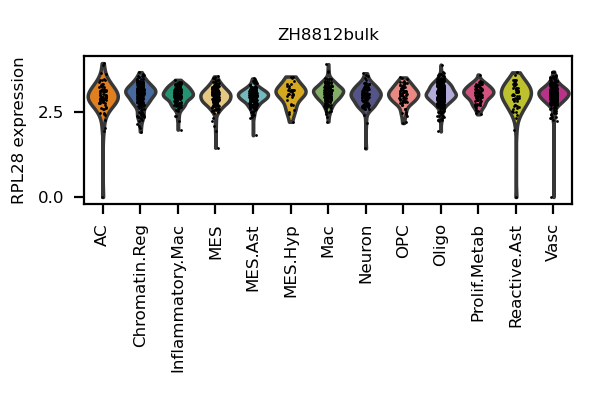 ZH8812bulk
RPL28 expression
2.5
0.0
AC
Chromatin.Reg
Inflammatory.Mac
MES
MES.Ast
MES.Hyp
Mac
Neuron
OPC
Oligo
Prolif.Metab
Reactive.Ast
Vasc